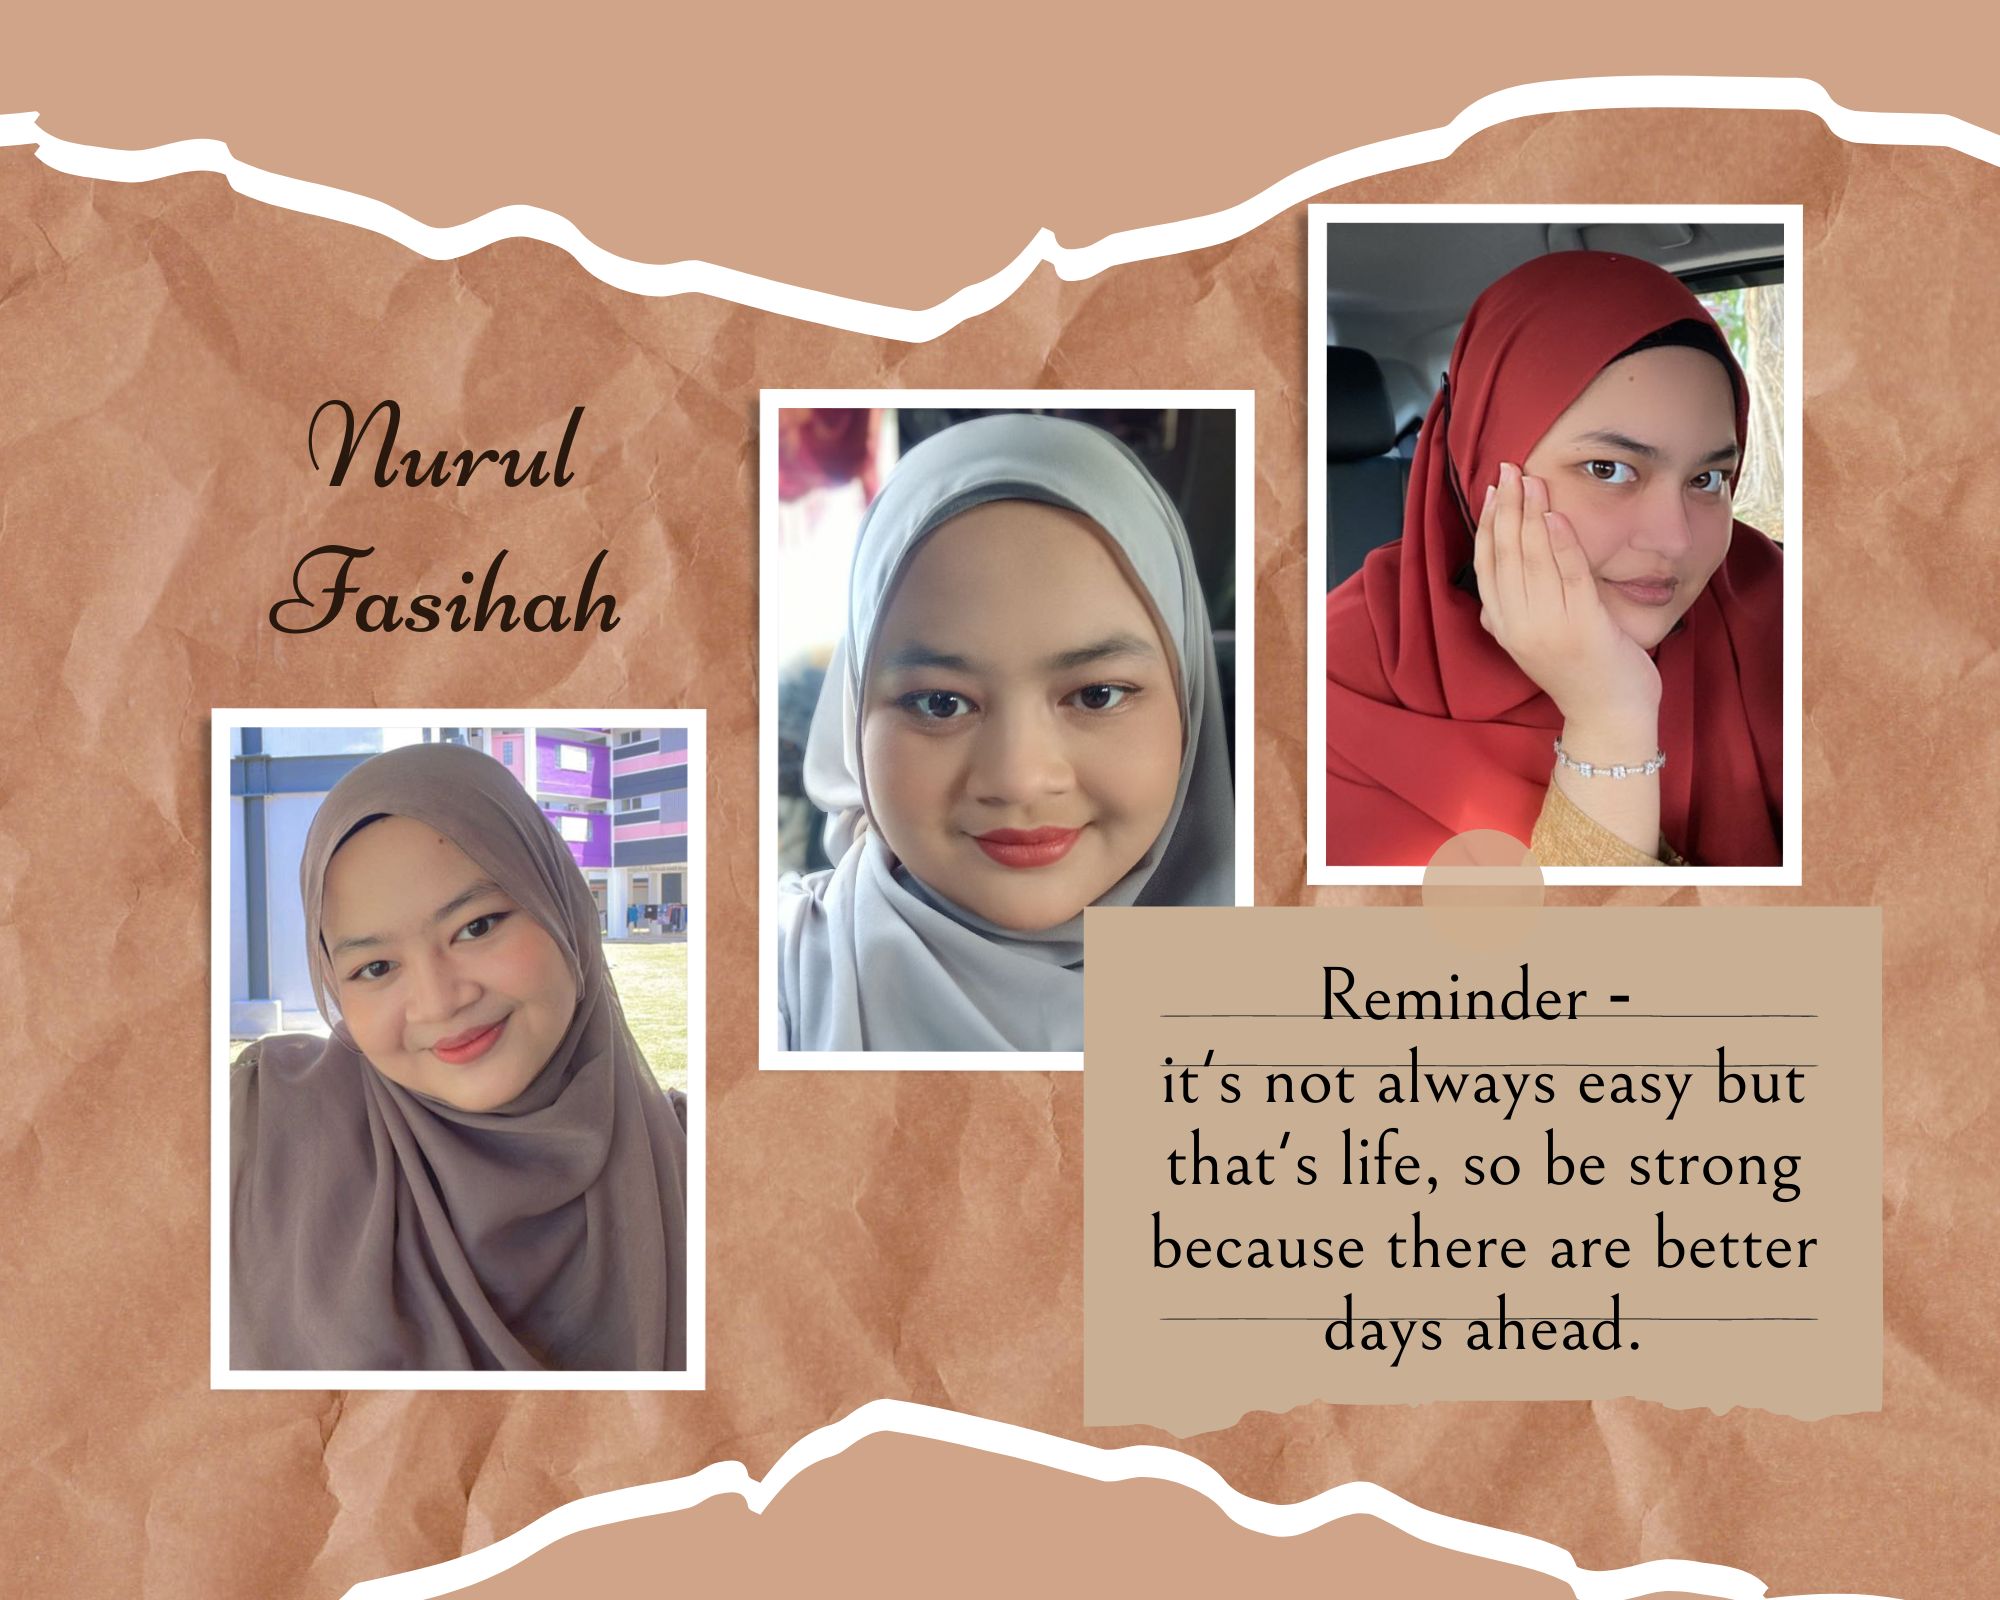 Nurul
Fasihah
Reminder -
it's not always easy but
that's life, so be strong
because there are better
days ahead.